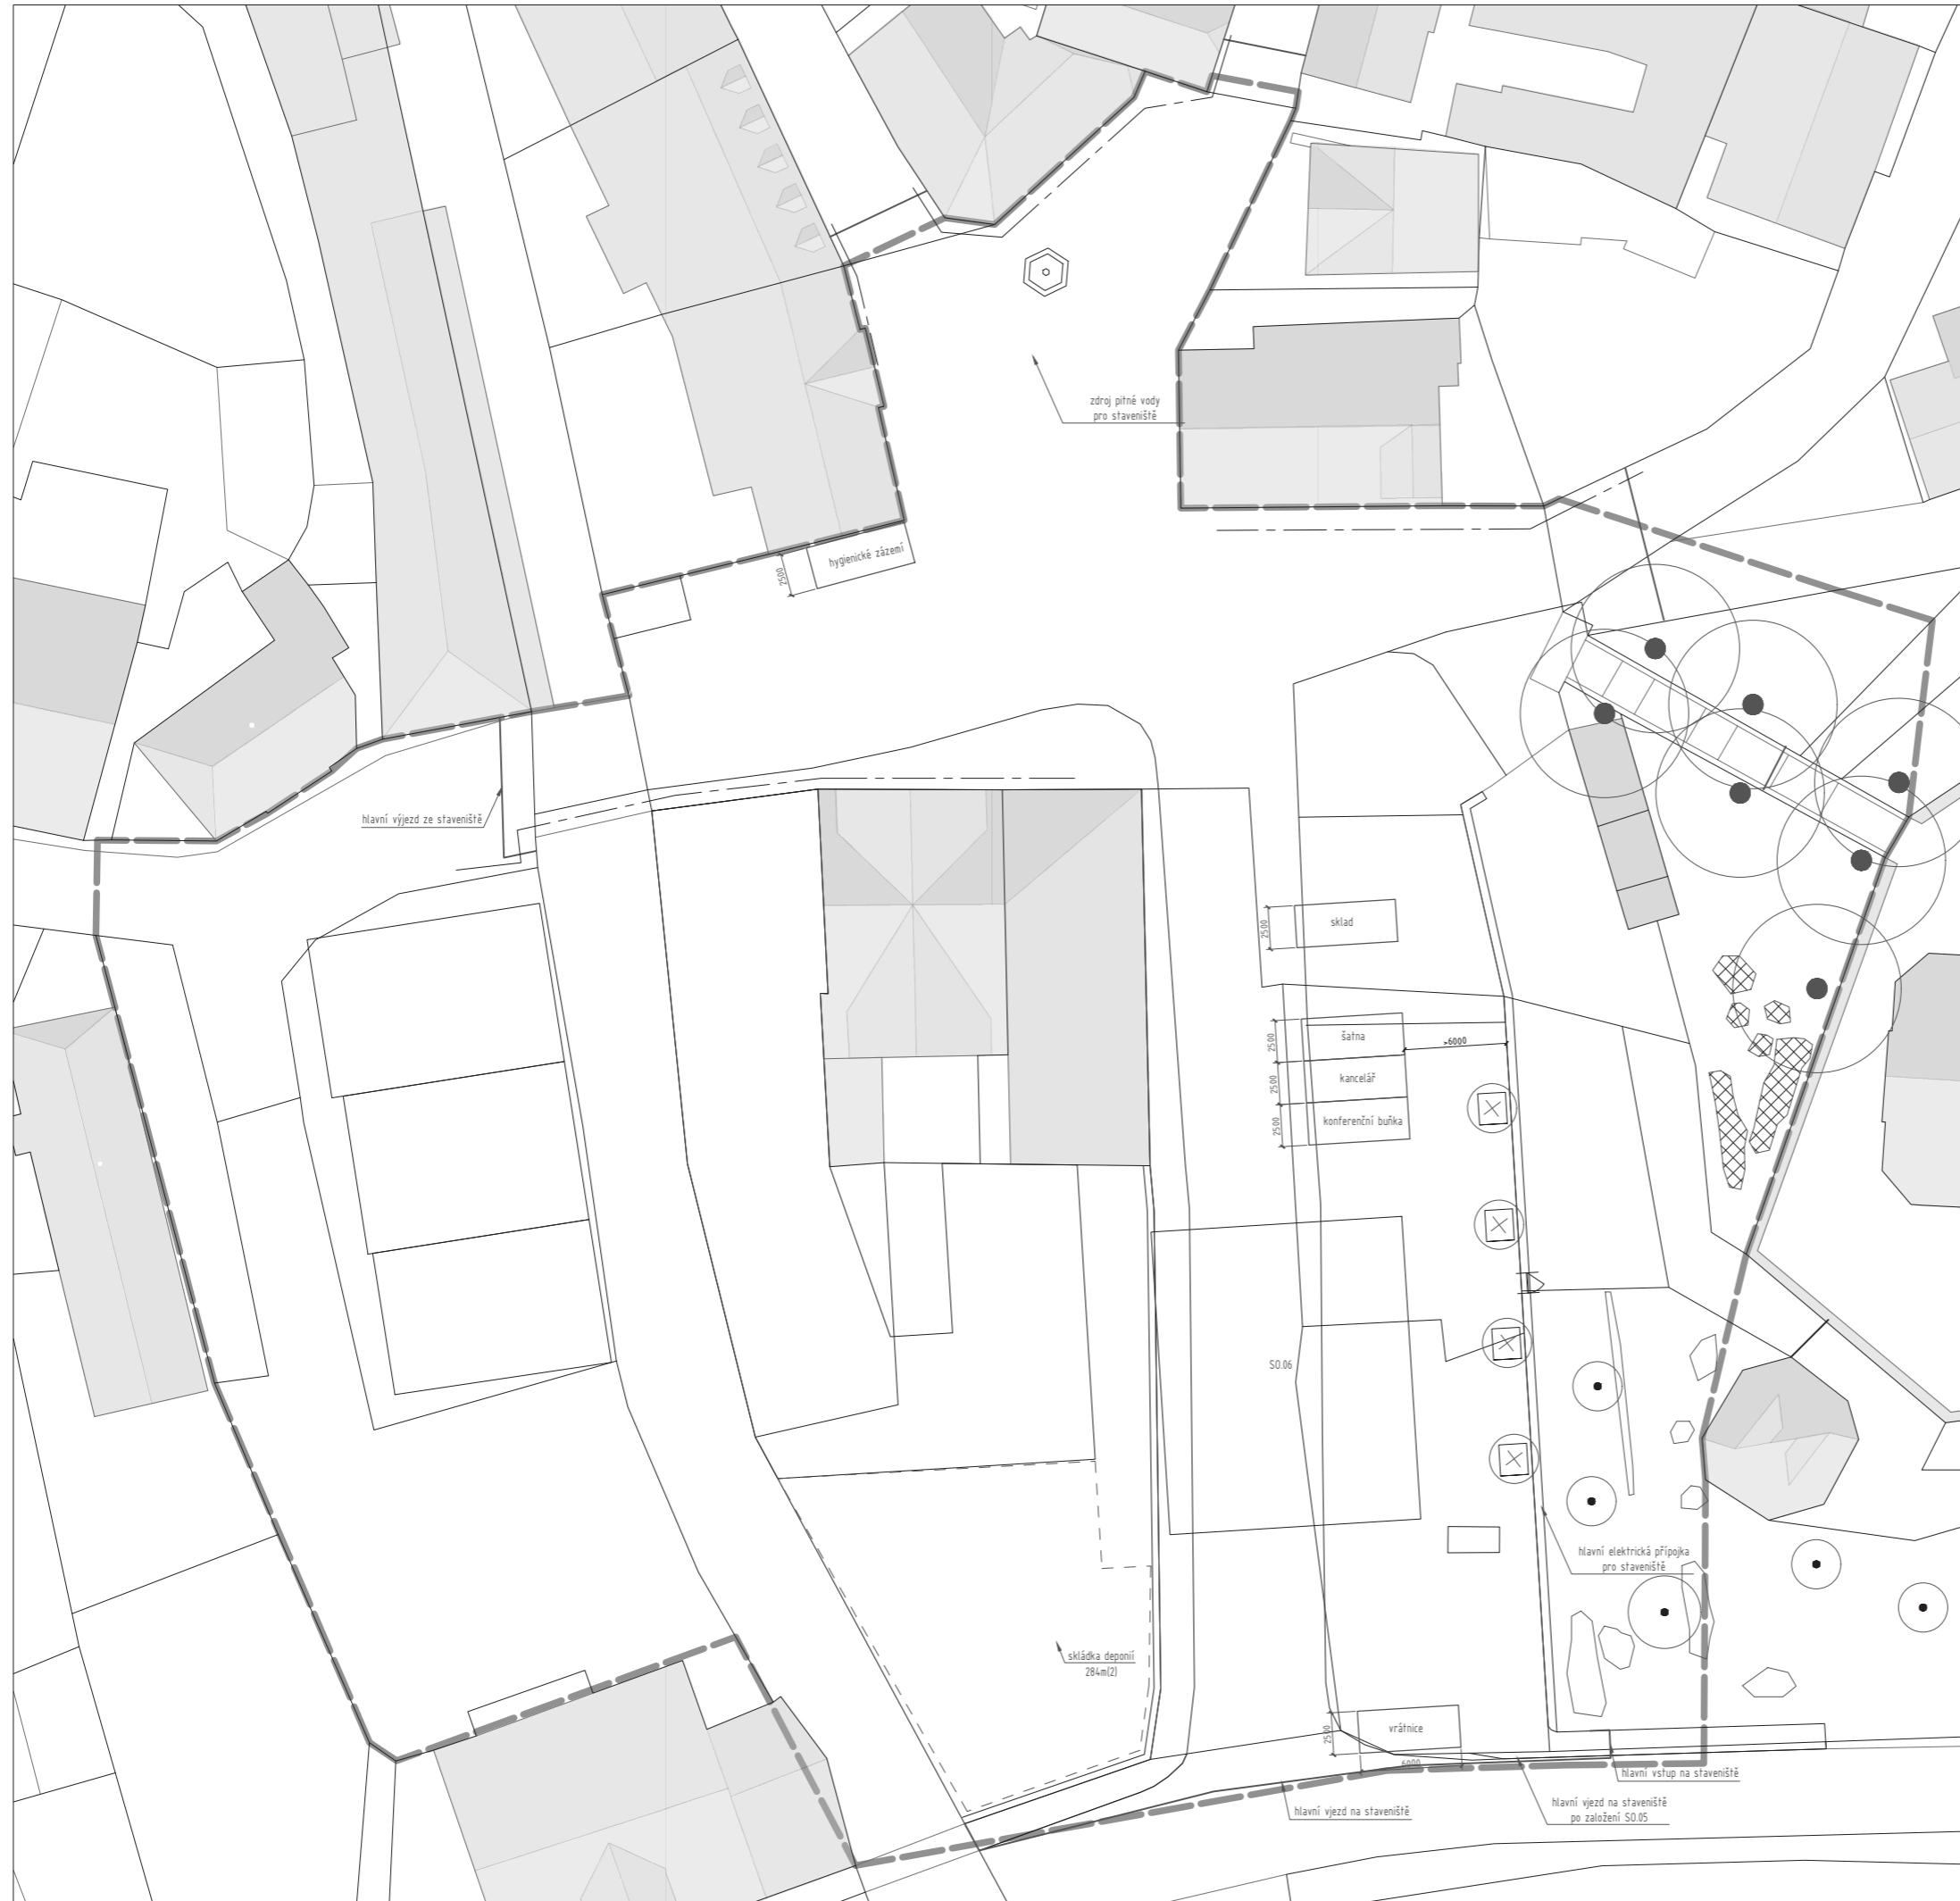 zdroj pitné vody
pro staveniště
hygienické zázemí
2500
hlavní výjezd ze staveniště
sklad
2500
šatna
2500
>6000
kancelář
2500
konferenční buňka
2500
SO.06
hlavní elektrická přípojka
pro staveniště
skládka deponií
284m(2)
vrátnice
2500
6000
hlavní vstup na staveniště
hlavní vjezd na staveniště
hlavní vjezd na staveniště
po založení SO.05